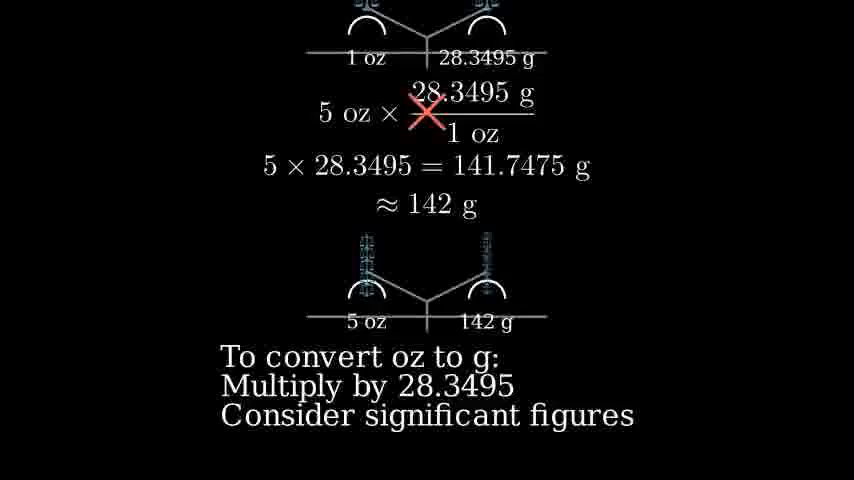 1 oz 28.3495 g
5 oz × 28.3495 g / 1 oz
5 × 28.3495 = 141.7475 g
≈ 142 g
5 oz 142 g
To convert oz to g:
Multiply by 28.3495
Consider significant figures